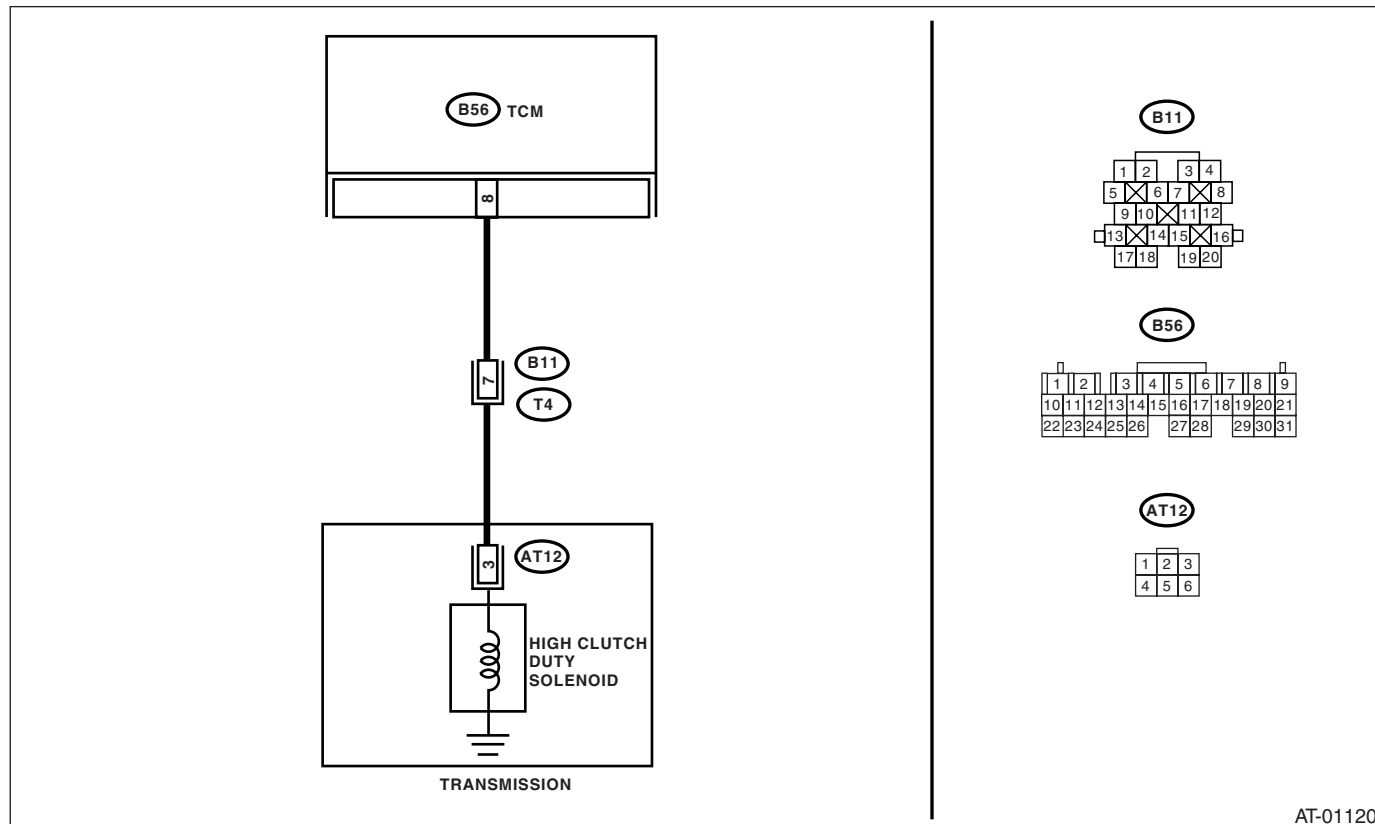 B56 TCM
8
7
B11
T4
3
AT12
HIGH CLUTCH
DUTY
SOLENOID
TRANSMISSION
B11
1 2 3 4
5 6 7 8
9 10 11 12
13 14 15 16
17 18 19 20
B56
1 2 3 4 5 6 7 8 9
10 11 12 13 14 15 16 17 18 19 20 21
22 23 24 25 26 27 28 29 30 31
AT12
1 2 3
4 5 6
AT-01120